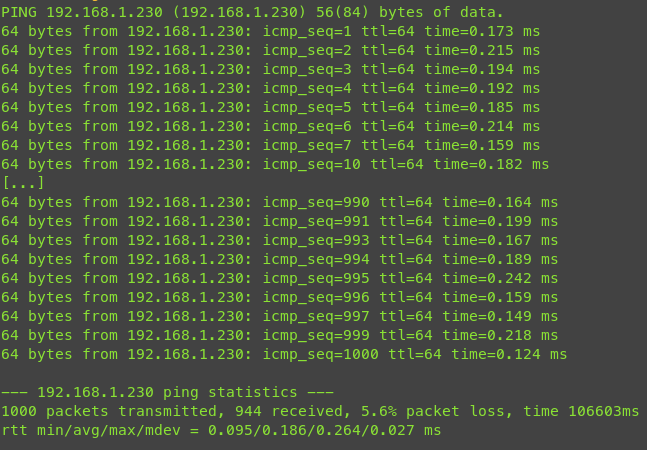 PING 192.168.1.230 (192.168.1.230) 56(84) bytes of data.
64 bytes from 192.168.1.230: icmp_seq=1 ttl=64 time=0.173 ms
64 bytes from 192.168.1.230: icmp_seq=2 ttl=64 time=0.215 ms
64 bytes from 192.168.1.230: icmp_seq=3 ttl=64 time=0.194 ms
64 bytes from 192.168.1.230: icmp_seq=4 ttl=64 time=0.192 ms
64 bytes from 192.168.1.230: icmp_seq=5 ttl=64 time=0.185 ms
64 bytes from 192.168.1.230: icmp_seq=6 ttl=64 time=0.214 ms
64 bytes from 192.168.1.230: icmp_seq=7 ttl=64 time=0.159 ms
64 bytes from 192.168.1.230: icmp_seq=10 ttl=64 time=0.182 ms
[...]
64 bytes from 192.168.1.230: icmp_seq=990 ttl=64 time=0.164 ms
64 bytes from 192.168.1.230: icmp_seq=991 ttl=64 time=0.199 ms
64 bytes from 192.168.1.230: icmp_seq=993 ttl=64 time=0.167 ms
64 bytes from 192.168.1.230: icmp_seq=994 ttl=64 time=0.189 ms
64 bytes from 192.168.1.230: icmp_seq=995 ttl=64 time=0.242 ms
64 bytes from 192.168.1.230: icmp_seq=996 ttl=64 time=0.159 ms
64 bytes from 192.168.1.230: icmp_seq=997 ttl=64 time=0.149 ms
64 bytes from 192.168.1.230: icmp_seq=999 ttl=64 time=0.218 ms
64 bytes from 192.168.1.230: icmp_seq=1000 ttl=64 time=0.124 ms
--- 192.168.1.230 ping statistics ---
1000 packets transmitted, 944 received, 5.6% packet loss, time 106603ms
rtt min/avg/max/mdev = 0.095/0.186/0.264/0.027 ms